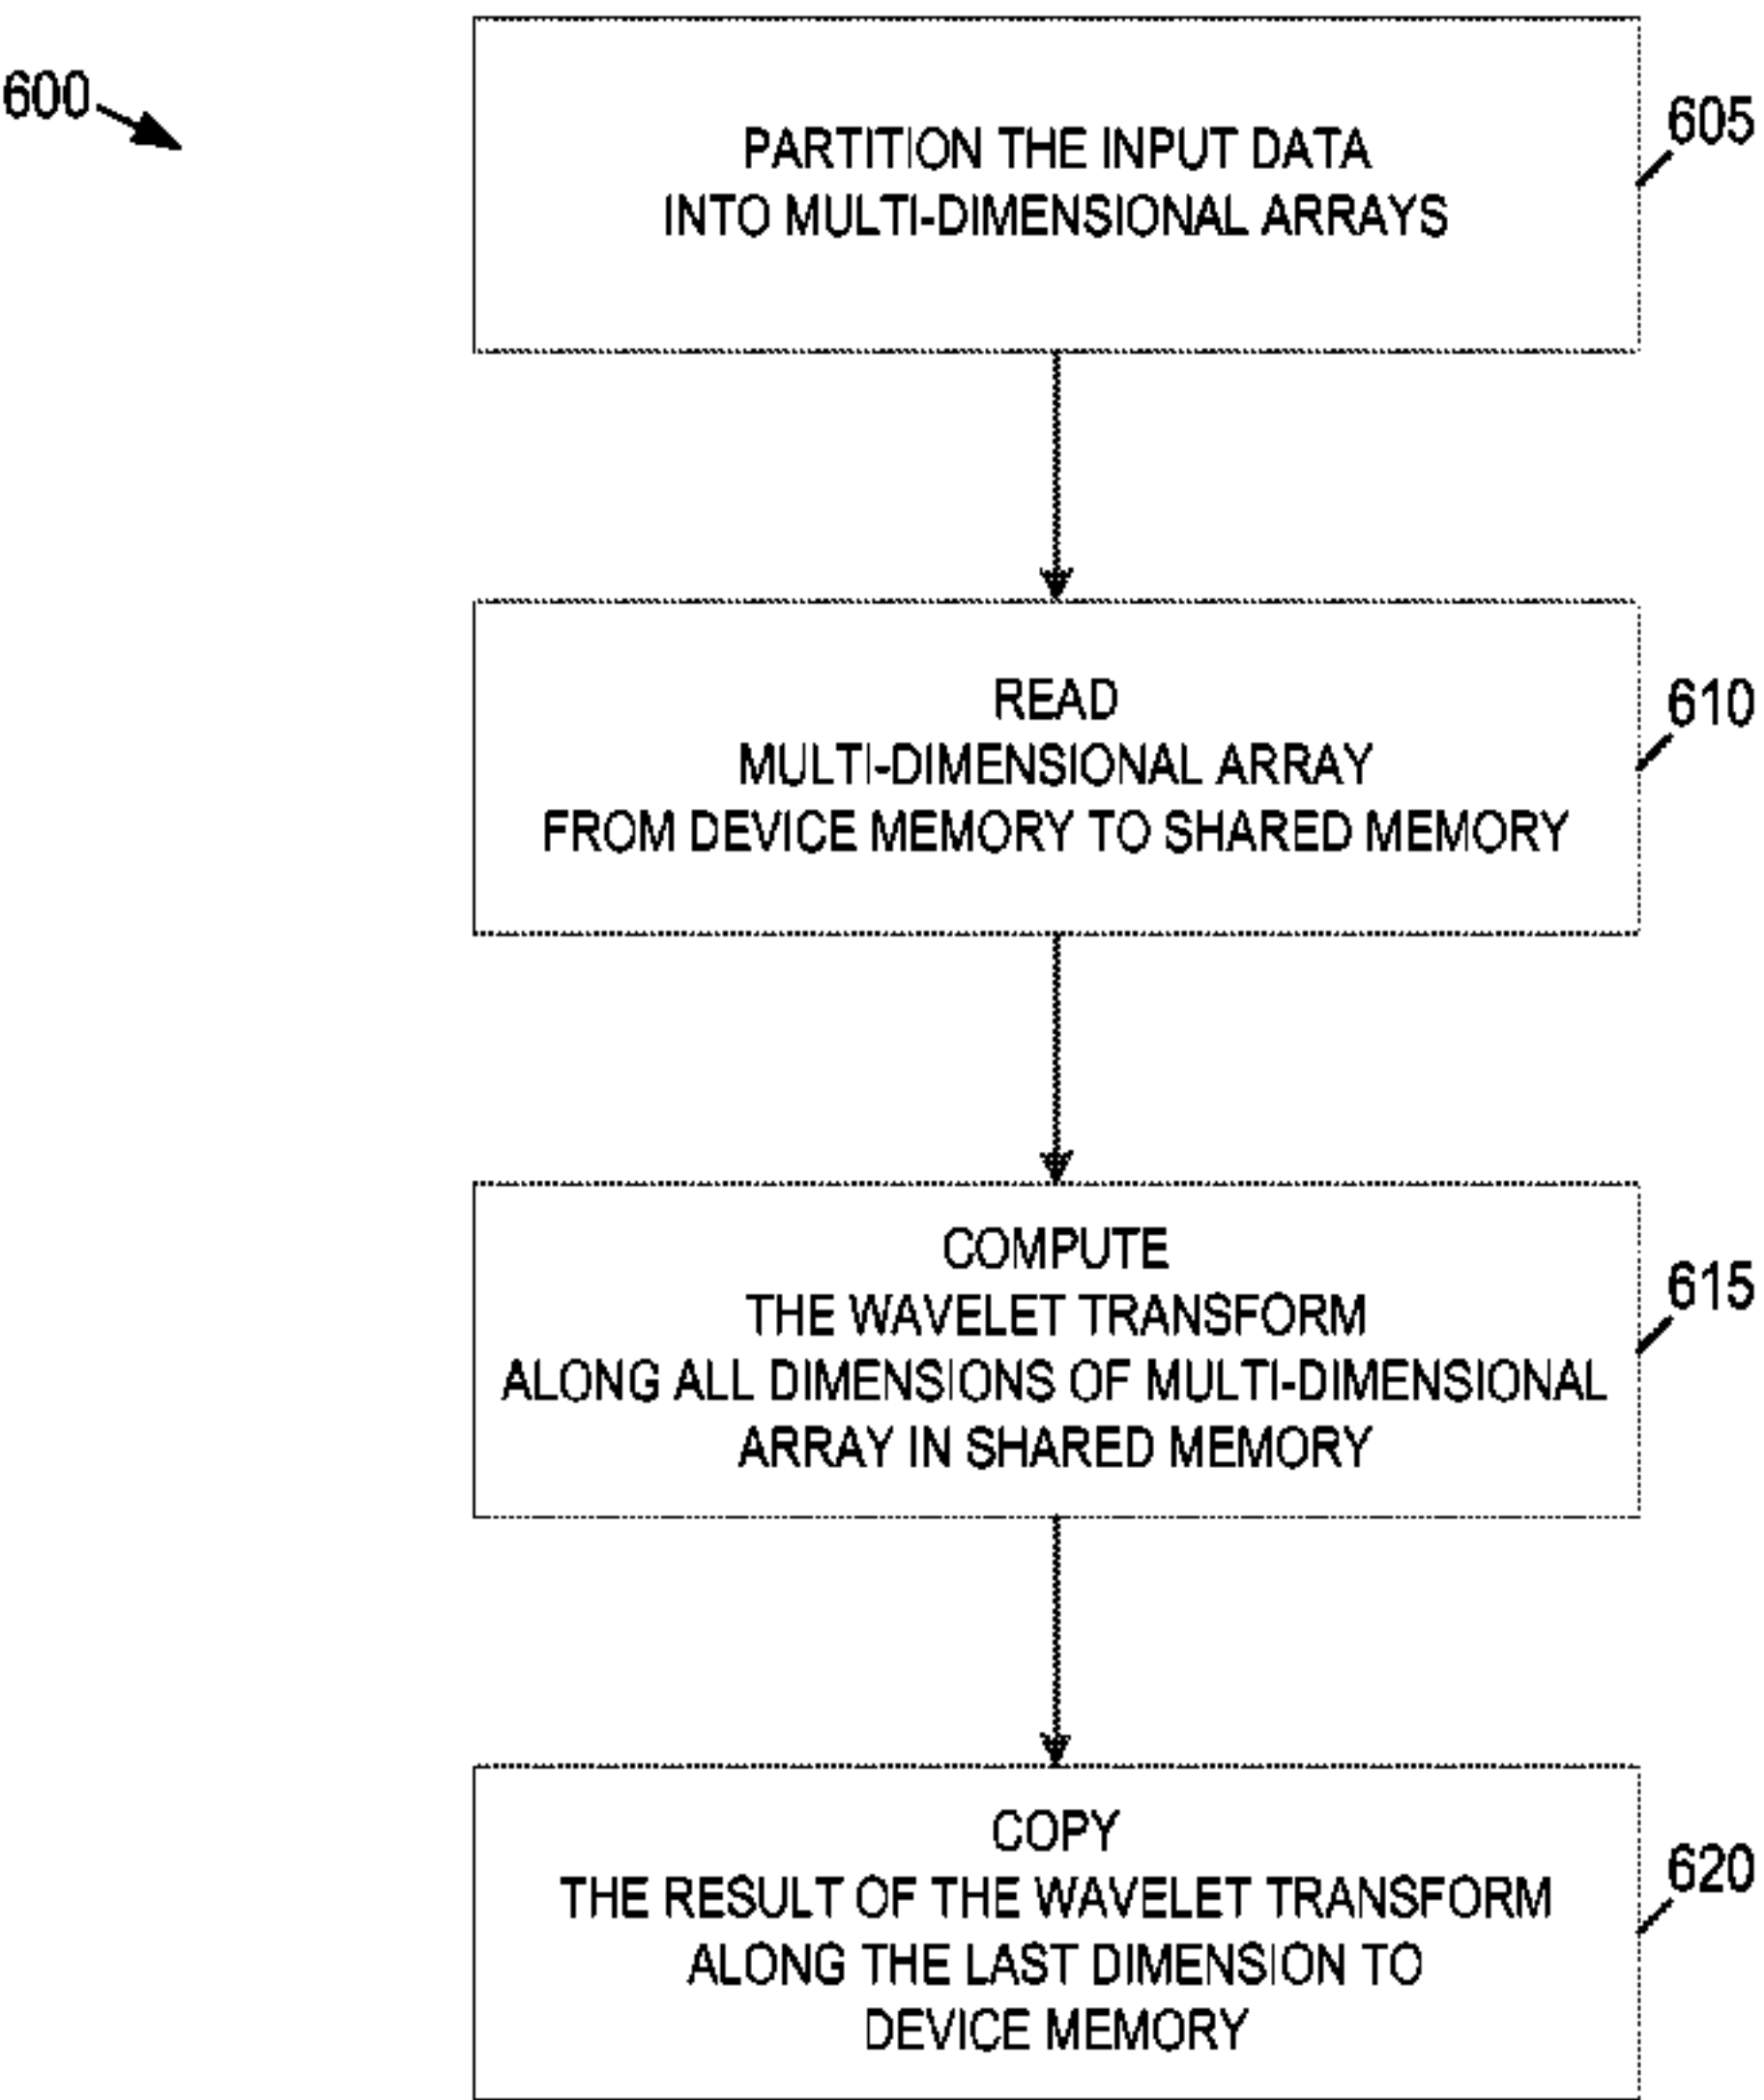 600
PARTITION THE INPUT DATA
INTO MULTI-DIMENSIONAL ARRAYS
605
READ
MULTI-DIMENSIONAL ARRAY
FROM DEVICE MEMORY TO SHARED MEMORY
610
COMPUTE
THE WAVELET TRANSFORM
ALONG ALL DIMENSIONS OF MULTI-DIMENSIONAL
ARRAY IN SHARED MEMORY
615
COPY
THE RESULT OF THE WAVELET TRANSFORM
ALONG THE LAST DIMENSION TO
DEVICE MEMORY
620